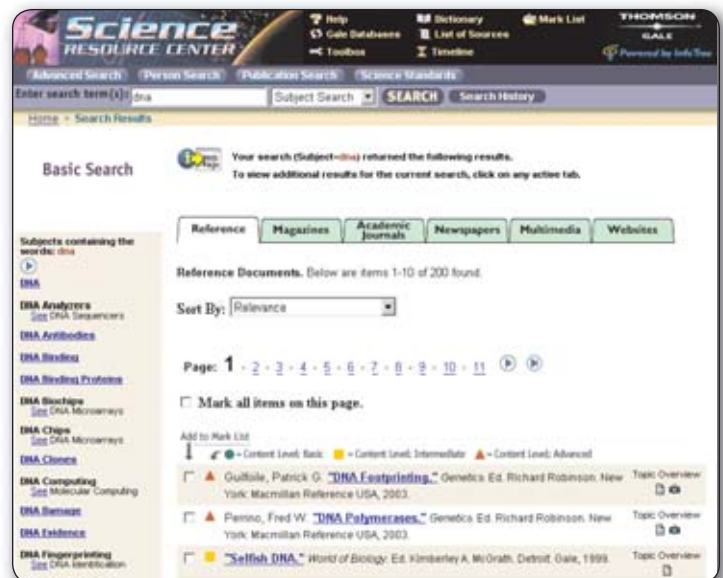 Science
RESOURCE CENTER
Help
Gale Databases
Toolbox
Dictionary
List of Sources
Timeline
Mark List
THOMSON
GALE
Powered by InfoTrac
Advanced Search
Person Search
Publication Search
Science Standards
Enter search term(s): dna
Subject Search
SEARCH
Search History
Home > Search Results
Basic Search
Your search (Subject=dna) returned the following results.
To view additional results for the current search, click on any active tab.
Reference
Magazines
Academic Journals
Newspapers
Multimedia
Websites
Subjects containing the words: dna
DNA
DNA Analyzers
See DNA Sequencers
DNA Antibodies
DNA Binding
DNA Binding Proteins
DNA Biochips
See DNA Microarrays
DNA Chips
See DNA Microarrays
DNA Clones
DNA Computing
See Molecular Computing
DNA Damage
DNA Evidence
DNA Fingerprinting
See DNA Identification
Reference Documents. Below are items 1-10 of 200 found.
Sort By: Relevance
Page: 1 - 2 - 3 - 4 - 5 - 6 - 7 - 8 - 9 - 10 - 11
Mark all items on this page.
Add to Mark List
= Content Level: Basic = Content Level: Intermediate = Content Level: Advanced
Guilfoile, Patrick G. "DNA Footprinting." Genetics. Ed. Richard Robinson. New
York: Macmillan Reference USA, 2003.
Topic Overview
Perrino, Fred W. "DNA Polymerases." Genetics. Ed. Richard Robinson. New
York: Macmillan Reference USA, 2003.
Topic Overview
"Selfish DNA." World of Biology. Ed. Kimberley A. McGrath. Detroit: Gale, 1999.
Topic Overview